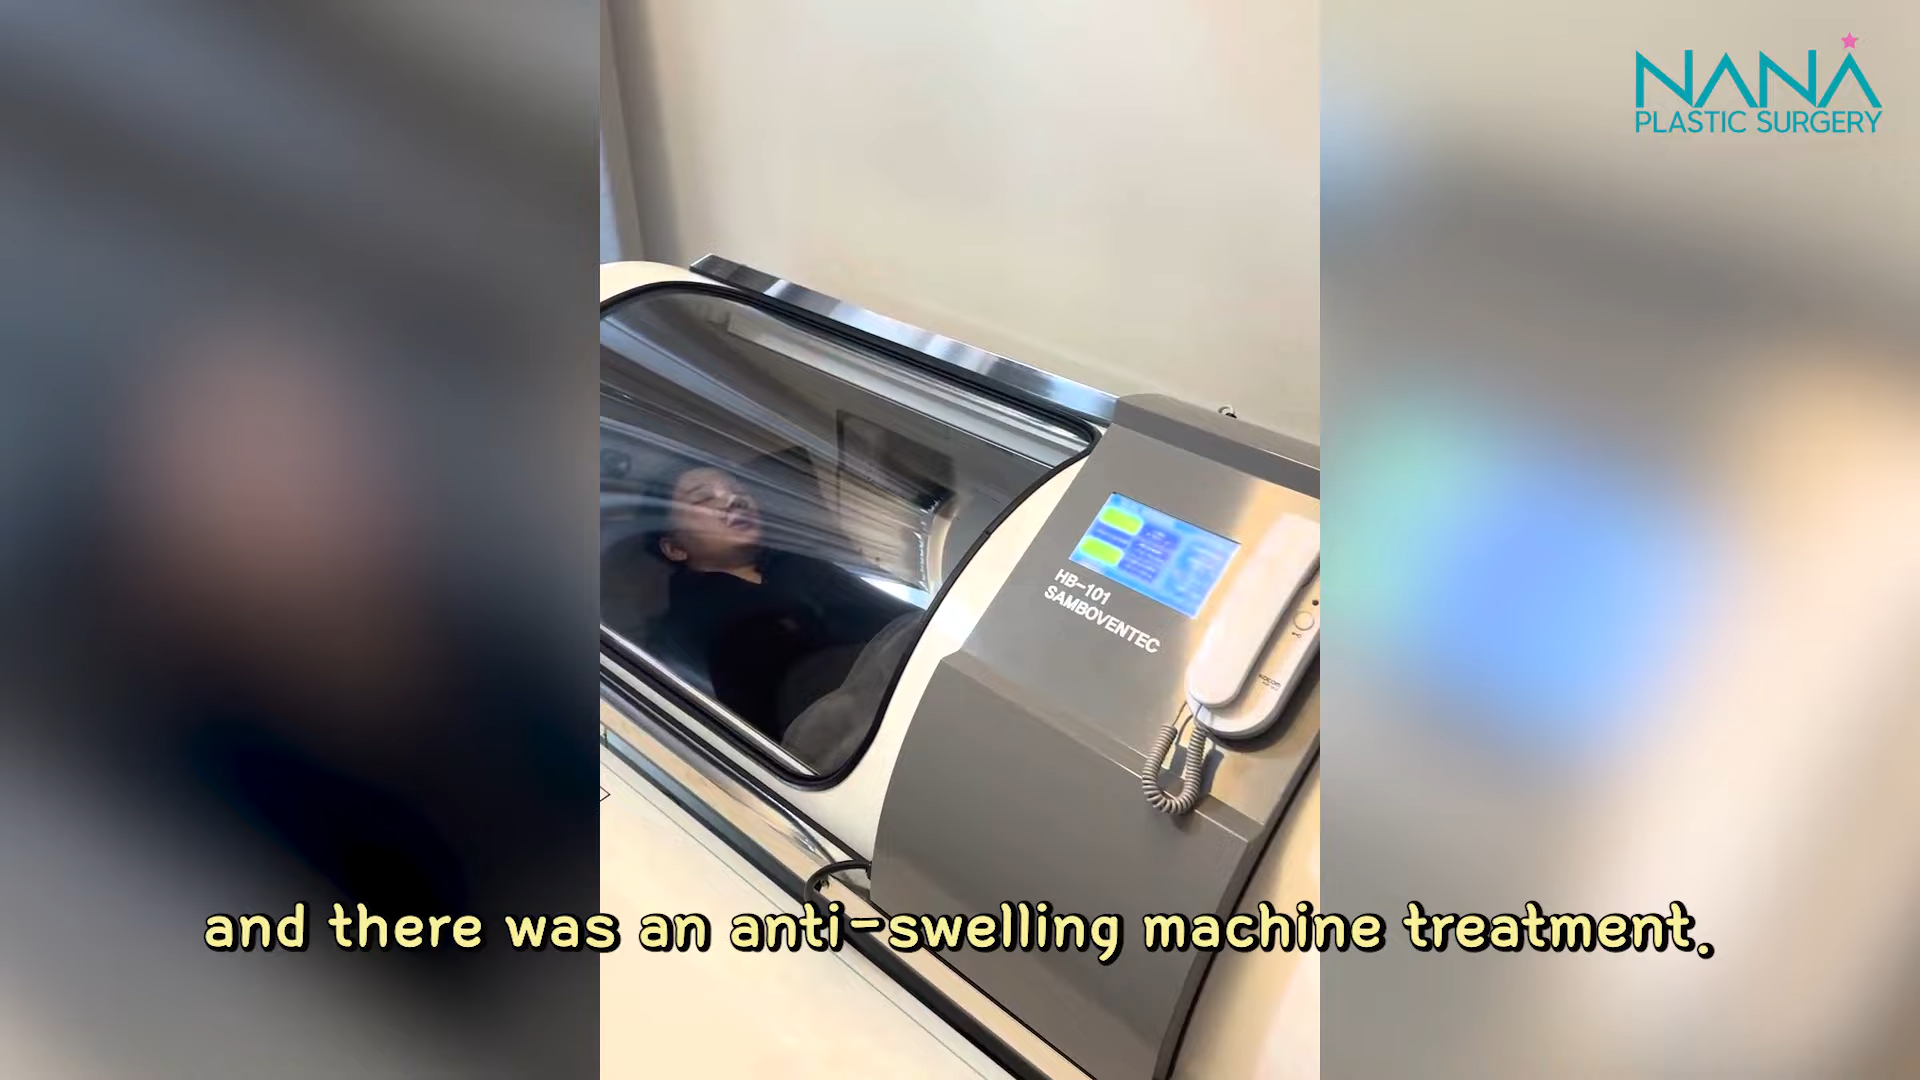 NANA
PLASTIC SURGERY
HB-101
SAMBOVENTEC
and there was an anti-swelling machine treatment.